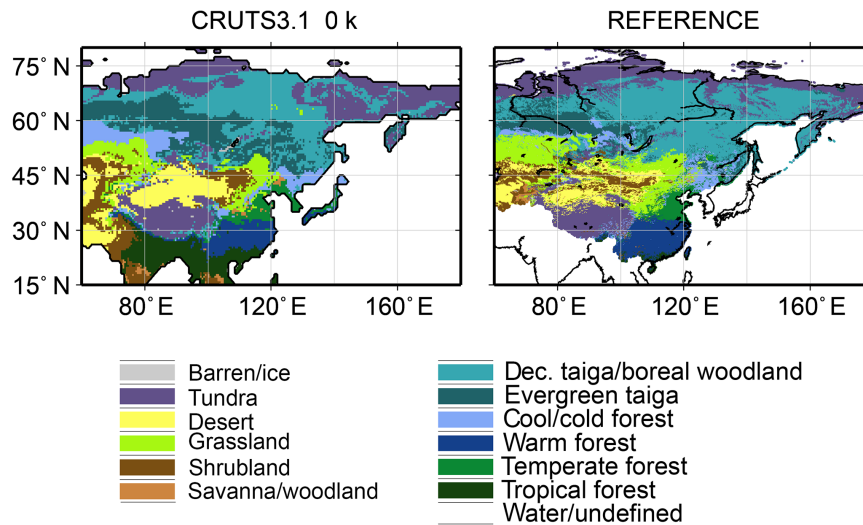 CRUTS3.1 0 k
REFERENCE
75° N
60° N
45° N
30° N
15° N
80° E
120° E
160° E
80° E
120° E
160° E
Barren/ice
Tundra
Desert
Grassland
Shrubland
Savanna/woodland
Dec. taiga/boreal woodland
Evergreen taiga
Cool/cold forest
Warm forest
Temperate forest
Tropical forest
Water/undefined